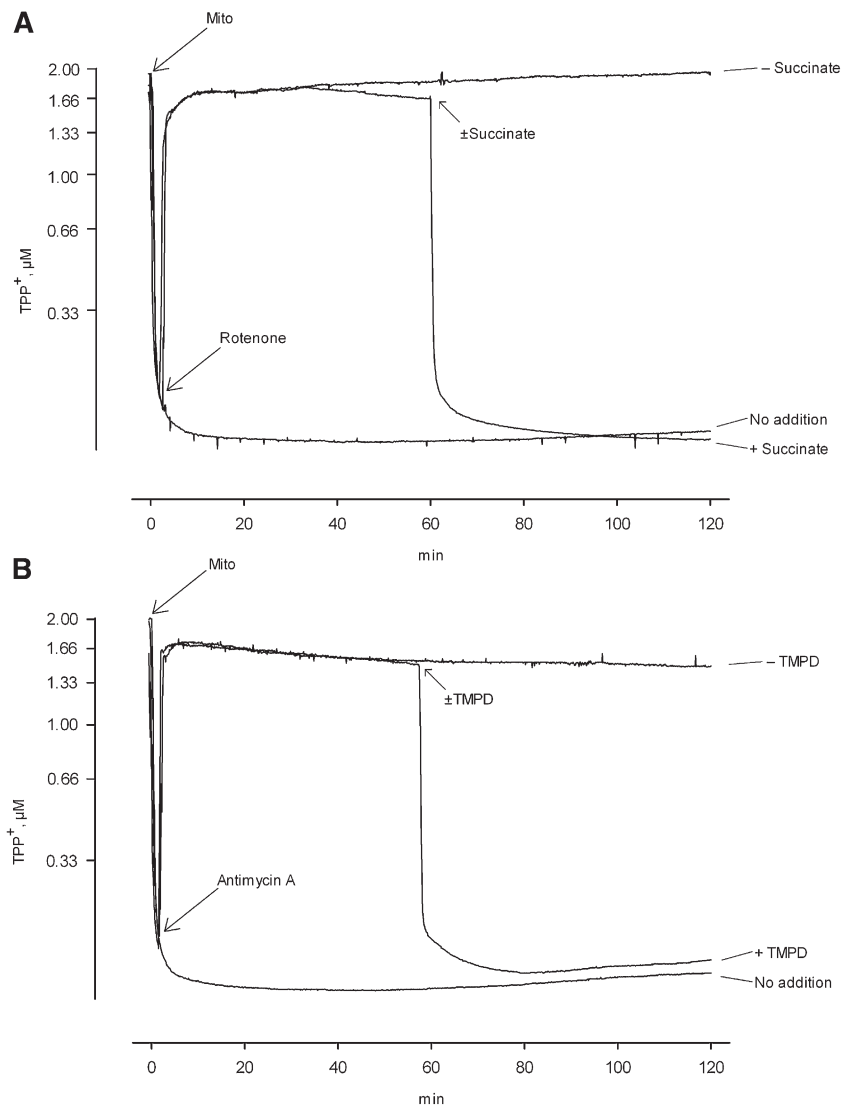 A
Mito
2.00
1.66
1.33
1.00
0.66
0.33
TPP+, µM
– Succinate
±Succinate
Rotenone
No addition
+ Succinate
0 20 40 60 80 100 120
min
B
Mito
2.00
1.66
1.33
1.00
0.66
0.33
TPP+, µM
– TMPD
±TMPD
Antimycin A
+ TMPD
No addition
0 20 40 60 80 100 120
min